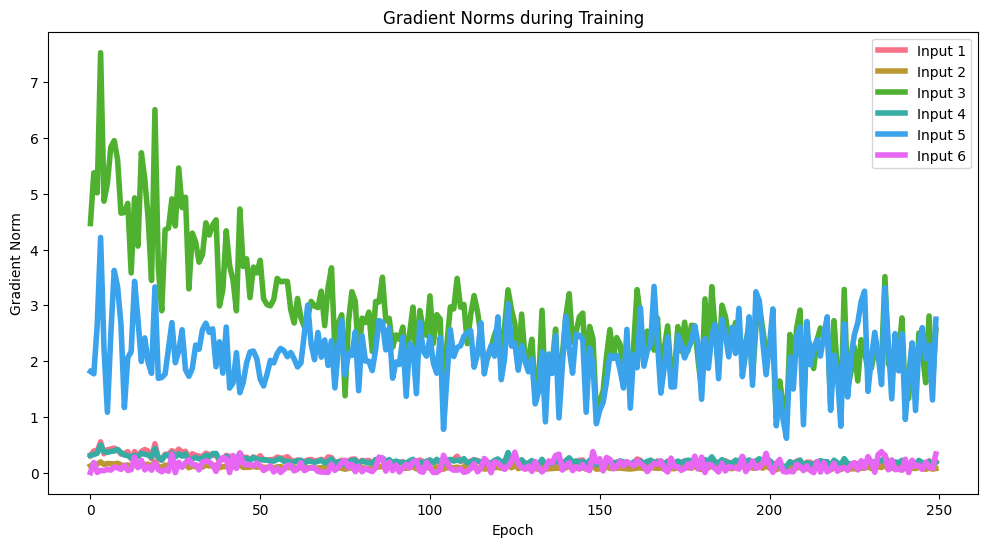 Gradient Norms during Training
Input 1
Input 2
Input 3
Input 4
Input 5
Input 6
Gradient Norm
7
6
5
4
3
2
1
0
0 50 100 150 200 250
Epoch